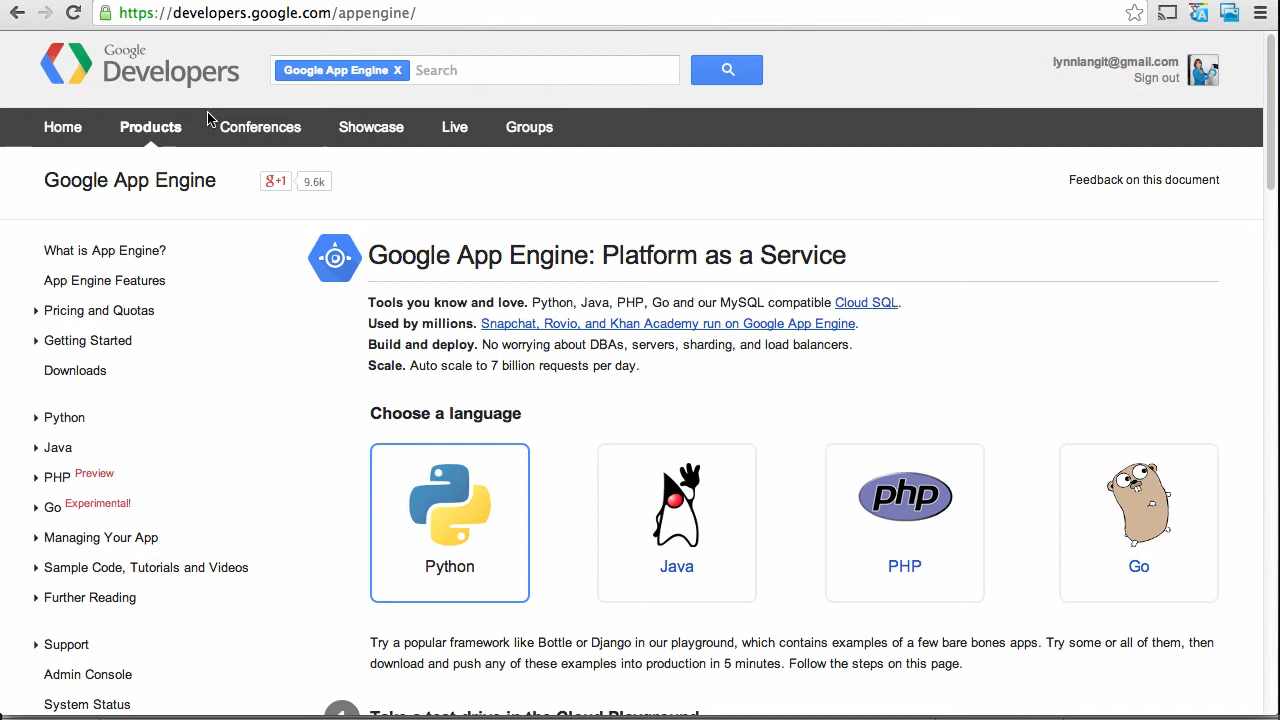 https://developers.google.com/appengine/
Google
Developers
Google App Engine X Search
lynnlangit@gmail.com
Sign out
Home Products Conferences Showcase Live Groups
Google App Engine
g+1 9.6k
Feedback on this document
What is App Engine?
App Engine Features
Pricing and Quotas
Getting Started
Downloads
Python
Java
PHP Preview
Go Experimental!
Managing Your App
Sample Code, Tutorials and Videos
Further Reading
Support
Admin Console
System Status
Google App Engine: Platform as a Service
Tools you know and love. Python, Java, PHP, Go and our MySQL compatible Cloud SQL.
Used by millions. Snapchat, Rovio, and Khan Academy run on Google App Engine.
Build and deploy. No worrying about DBAs, servers, sharding, and load balancers.
Scale. Auto scale to 7 billion requests per day.
Choose a language
php
Python Java PHP Go
Try a popular framework like Bottle or Django in our playground, which contains examples of a few bare bones apps. Try some or all of them, then
download and push any of these examples into production in 5 minutes. Follow the steps on this page.
1 Take a test drive in the Cloud Playground